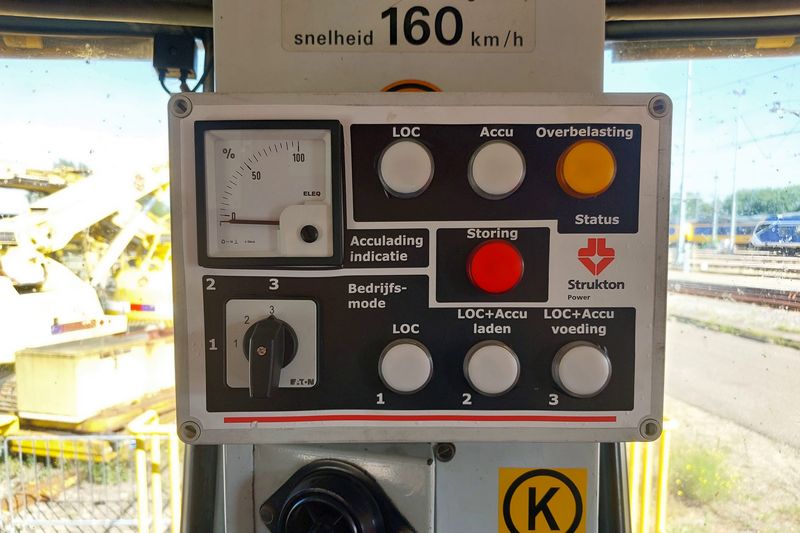 snelheid 160 km/h
%
100
50
0
ELEQ
Acculading
indicatie
LOC
Accu
Overbelasting
Status
Storing
Strukton
Power
2
3
1
Bedrijfs-
mode
3
2
1
EATON
LOC
LOC+Accu
laden
LOC+Accu
voeding
1
2
3
K